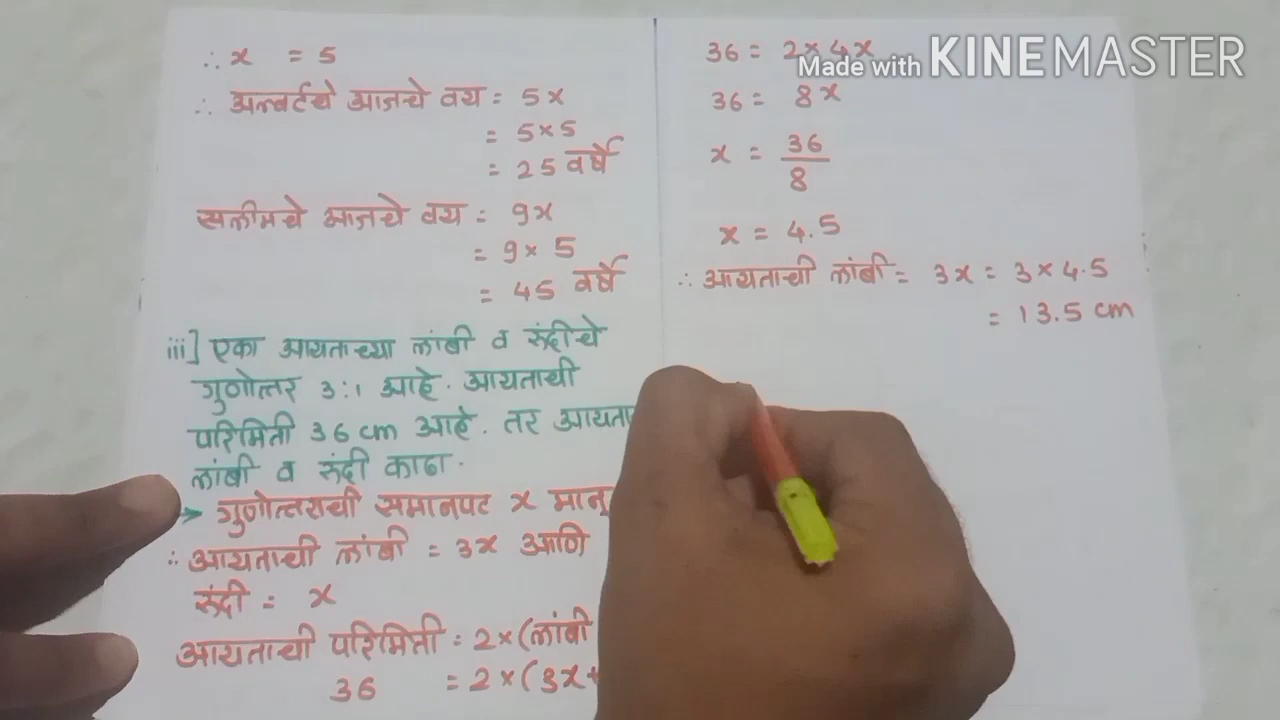 ∴ x = 5
∴ अल्बर्टचे आजचे वय = 5x
= 5×5
= 25 वर्षे
सलीमचे आजचे वय = 9x
= 9×5
= 45 वर्षे
iii] एका आयताच्या लांबी व रुंदीचे
गुणोत्तर 3:1 आहे. आयताची
परिमिती 36 cm आहे. तर आयता
लांबी व रुंदी काढा.
→ गुणोत्तराची समानपट x मानू
∴ आयताची लांबी = 3x आणि
रुंदी = x
आयताची परिमिती = 2×(लांबी
36 = 2×(3x+
36 = 2×4x
36 = 8x
x = 36/8
x = 4.5
∴ आयताची लांबी = 3x = 3×4.5
= 13.5 cm
Made with KINEMASTER